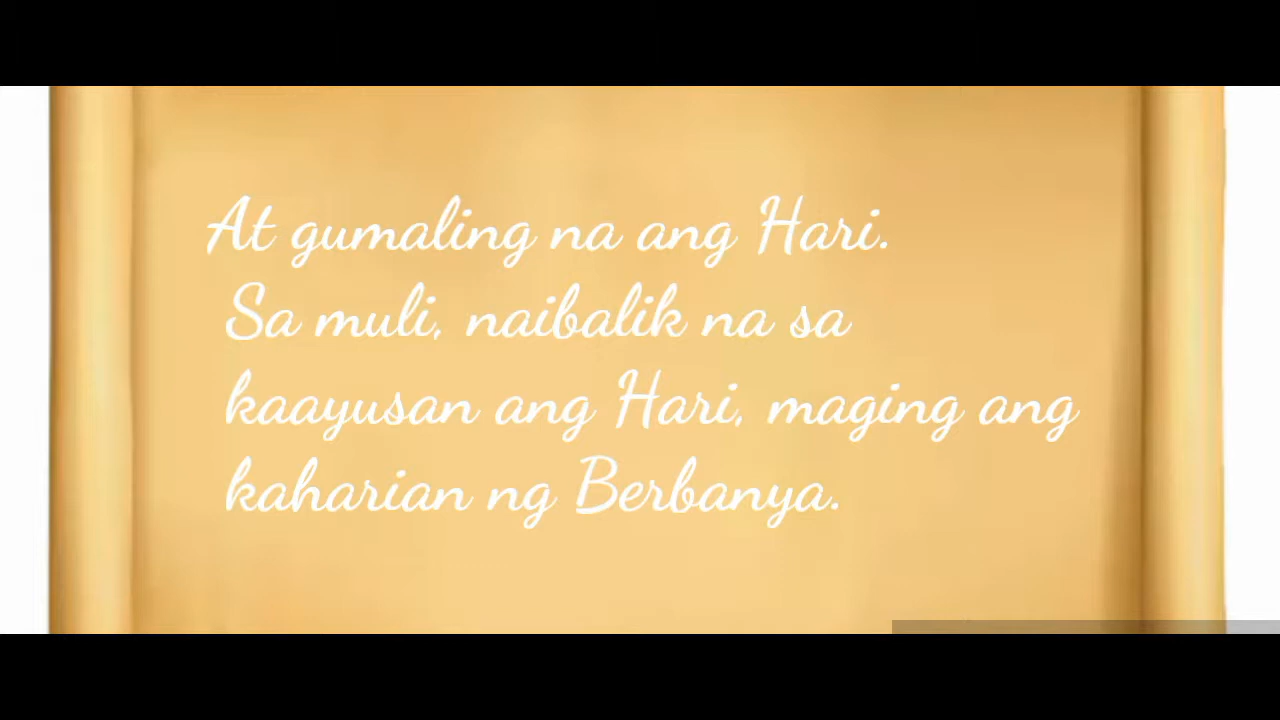 At gumaling na ang Hari.
Sa muli, naibalik na sa
kaayusan ang Hari, maging ang
kaharian ng Berbanya.